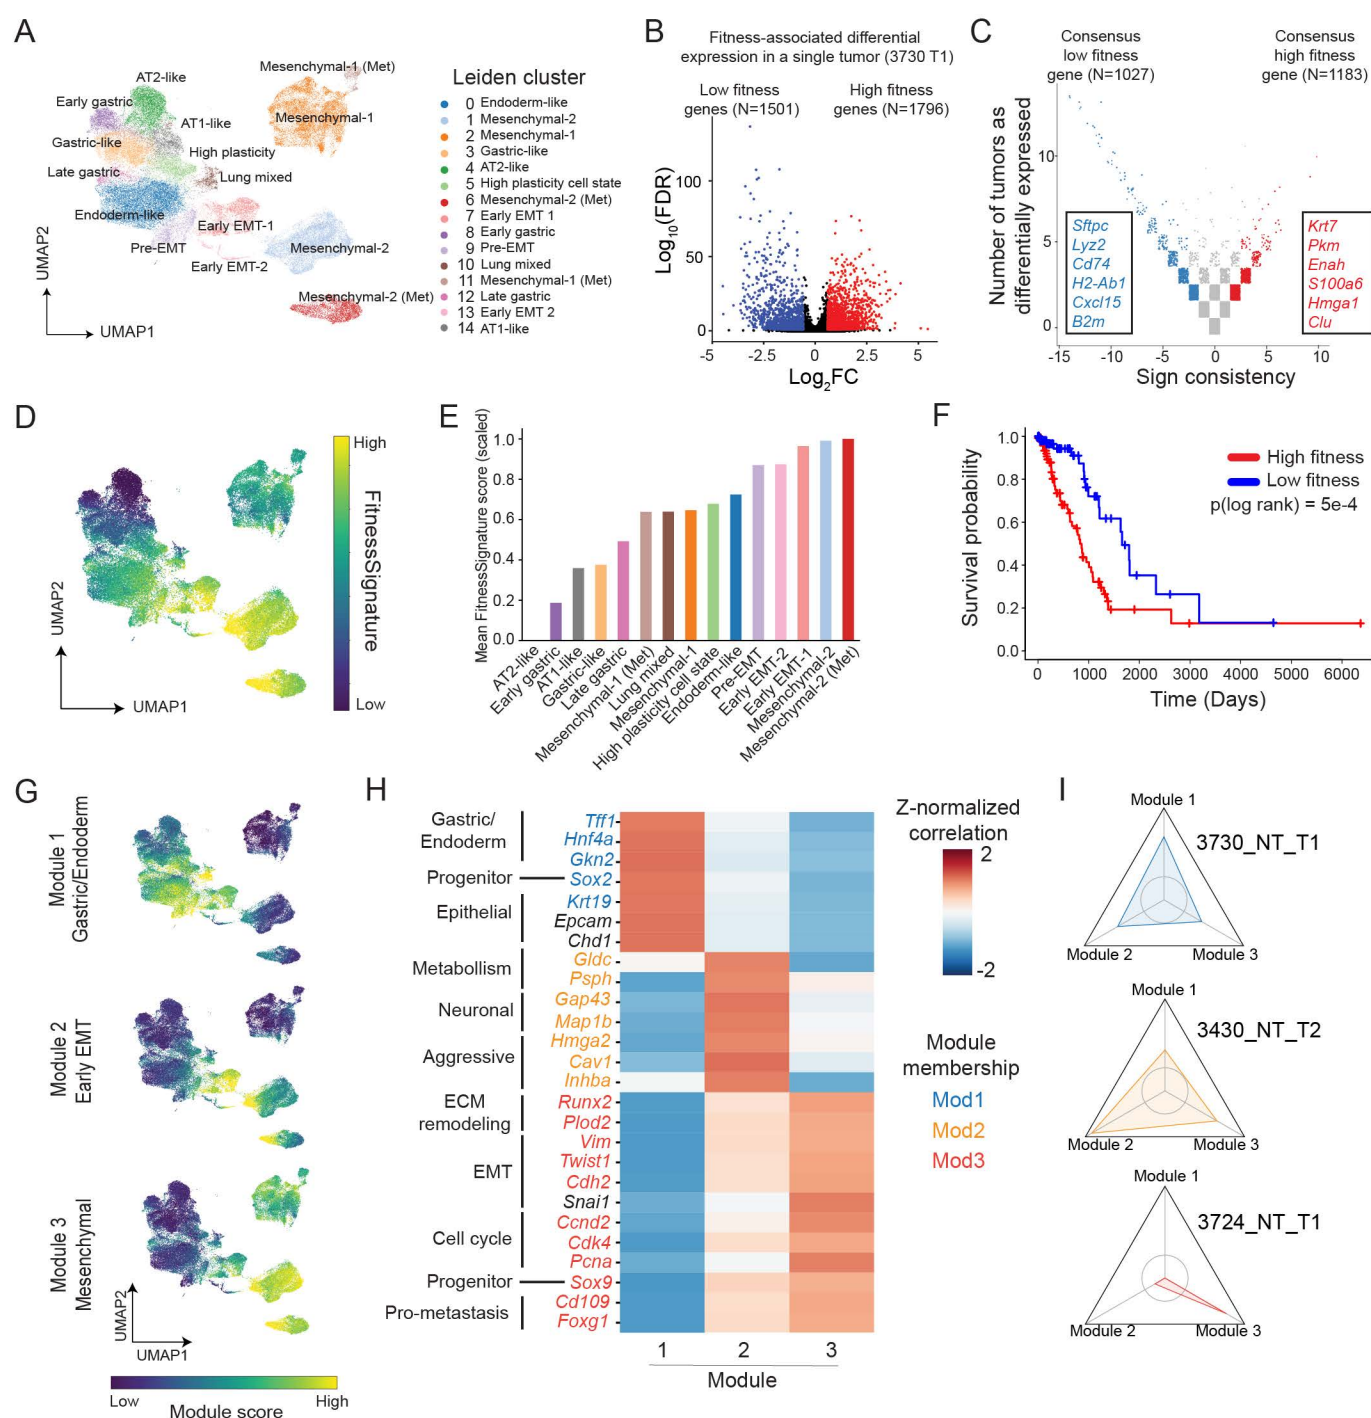 A
AT2-like
Early gastric
AT1-like
Gastric-like
High plasticity
Late gastric
Lung mixed
Endoderm-like
Early EMT-1
Pre-EMT
Early EMT-2
Mesenchymal-1 (Met)
Mesenchymal-1
Mesenchymal-2
Mesenchymal-2 (Met)
UMAP2
UMAP1
Leiden cluster
0 Endoderm-like
1 Mesenchymal-2
2 Mesenchymal-1
3 Gastric-like
4 AT2-like
5 High plasticity cell state
6 Mesenchymal-2 (Met)
7 Early EMT 1
8 Early gastric
9 Pre-EMT
10 Lung mixed
11 Mesenchymal-1 (Met)
12 Late gastric
13 Early EMT 2
14 AT1-like
B
Fitness-associated differential
expression in a single tumor (3730 T1)
Low fitness
genes (N=1501)
High fitness
genes (N=1796)
Log10(FDR)
100
50
0
-5 -2.5 0 2.5 5
Log2FC
C
Consensus
low fitness
gene (N=1027)
Consensus
high fitness
gene (N=1183)
Number of tumors as
differentially expressed
10
5
0
Sftpc
Lyz2
Cd74
H2-Ab1
Cxcl15
B2m
Krt7
Pkm
Enah
S100a6
Hmga1
Clu
-15 -10 -5 0 5 10
Sign consistency
D
High
FitnessSignature
Low
UMAP2
UMAP1
E
Mean FitnessSignature score (scaled)
1.0
0.8
0.6
0.4
0.2
0.0
AT2-like
Early gastric
AT1-like
Gastric-like
Late gastric
Mesenchymal-1 (Met)
Lung mixed
Mesenchymal-1
High plasticity cell state
Endoderm-like
Pre-EMT
Early EMT-2
Early EMT-1
Mesenchymal-2
Mesenchymal-2 (Met)
F
Survival probability
1.0
0.8
0.6
0.4
0.2
0.0
High fitness
Low fitness
p(log rank) = 5e-4
0 1000 2000 3000 4000 5000 6000
Time (Days)
G
Module 1
Gastric/Endoderm
Module 2
Early EMT
Module 3
Mesenchymal
UMAP2
UMAP1
Low
High
Module score
H
Gastric/
Endoderm
Progenitor
Epithelial
Metabollism
Neuronal
Aggressive
ECM
remodeling
EMT
Cell cycle
Progenitor
Pro-metastasis
Tff1
Hnf4a
Gkn2
Sox2
Krt19
Epcam
Chd1
Gldc
Psph
Gap43
Map1b
Hmga2
Cav1
Inhba
Runx2
Plod2
Vim
Twist1
Cdh2
Snai1
Ccnd2
Cdk4
Pcna
Sox9
Cd109
Foxg1
1 2 3
Module
Z-normalized
correlation
2
-2
Module
membership
Mod1
Mod2
Mod3
I
Module 1
3730_NT_T1
Module 2
Module 3
Module 1
3430_NT_T2
Module 2
Module 3
Module 1
3724_NT_T1
Module 2
Module 3